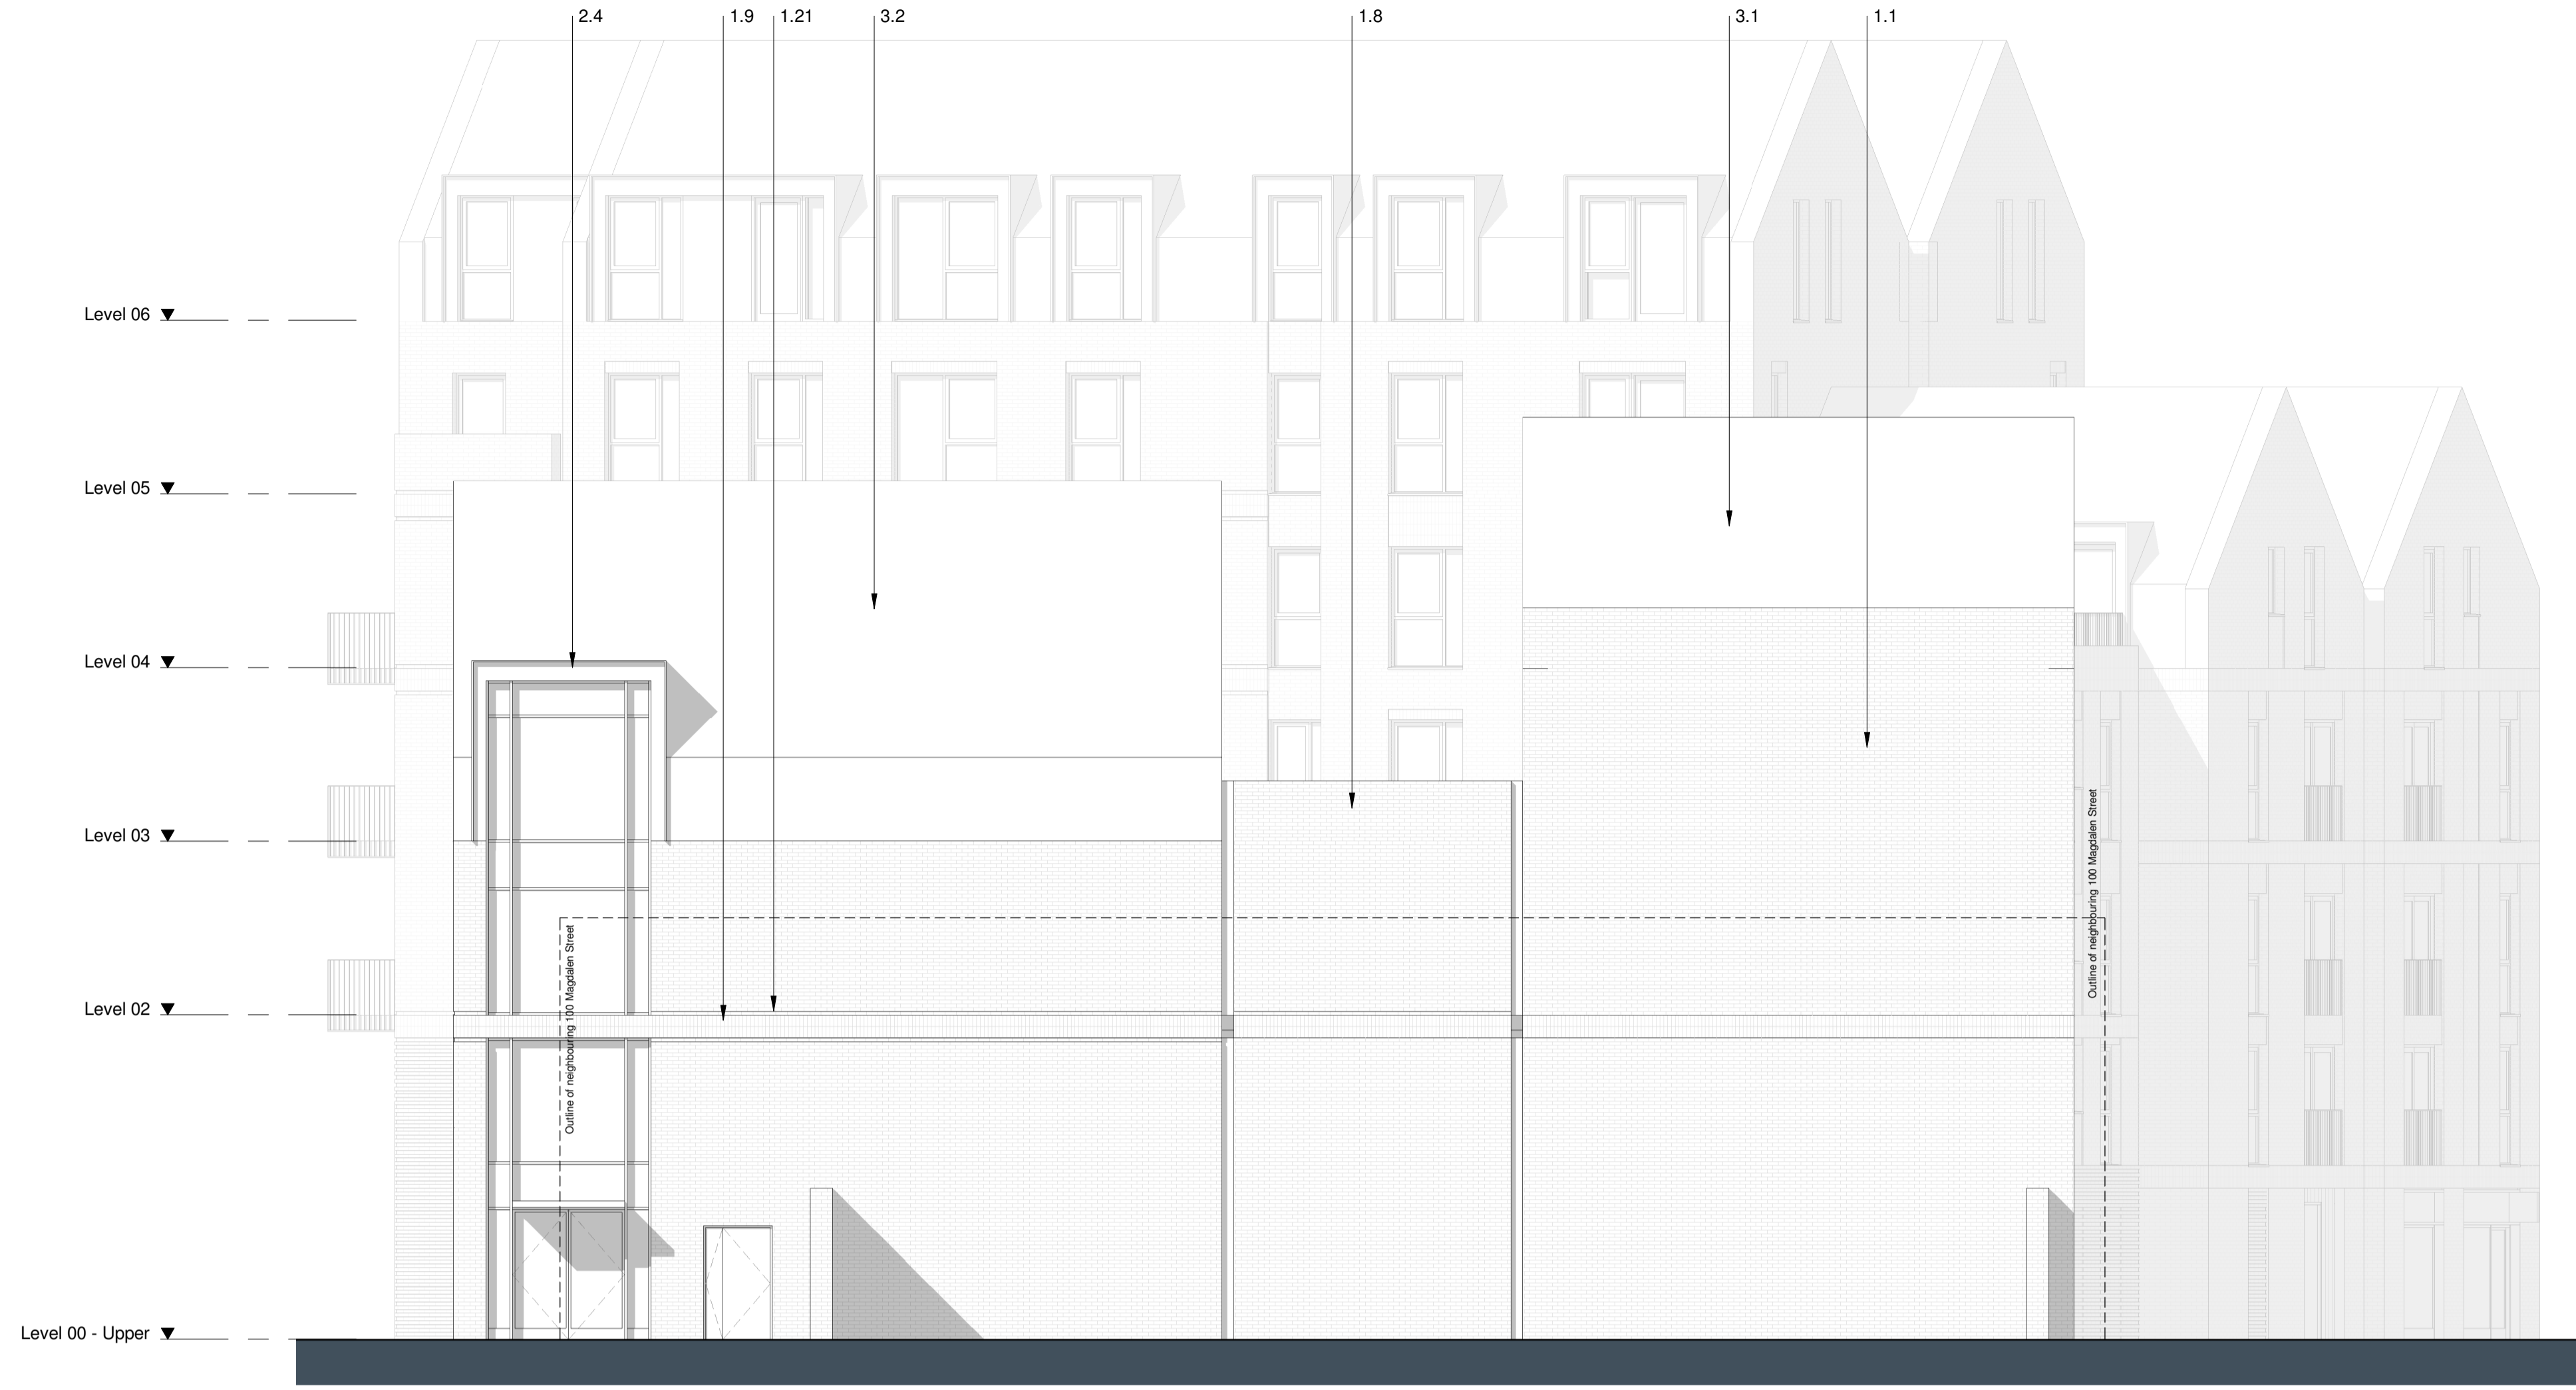 2.4
1.9
1.21
3.2
1.8
3.1
1.1
Level 06
Level 05
Level 04
Level 03
Level 02
Level 00 - Upper
Outline of neighbouring 100 Magdalen Street
Outline of neighbouring 100 Magdalen Street